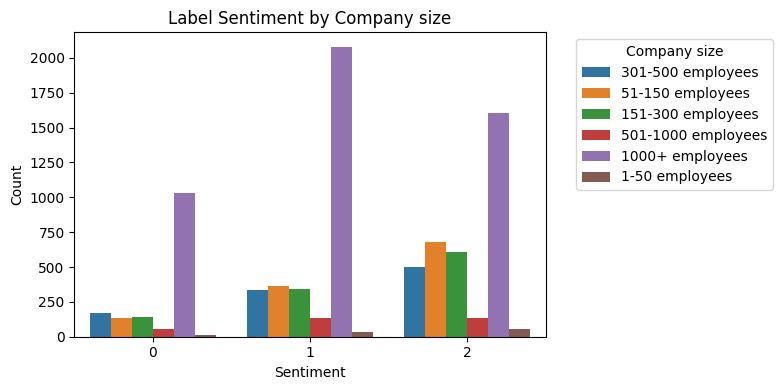 Label Sentiment by Company size
Count
2000
1750
1500
1250
1000
750
500
250
0
0 1 2
Sentiment
Company size
301-500 employees
51-150 employees
151-300 employees
501-1000 employees
1000+ employees
1-50 employees